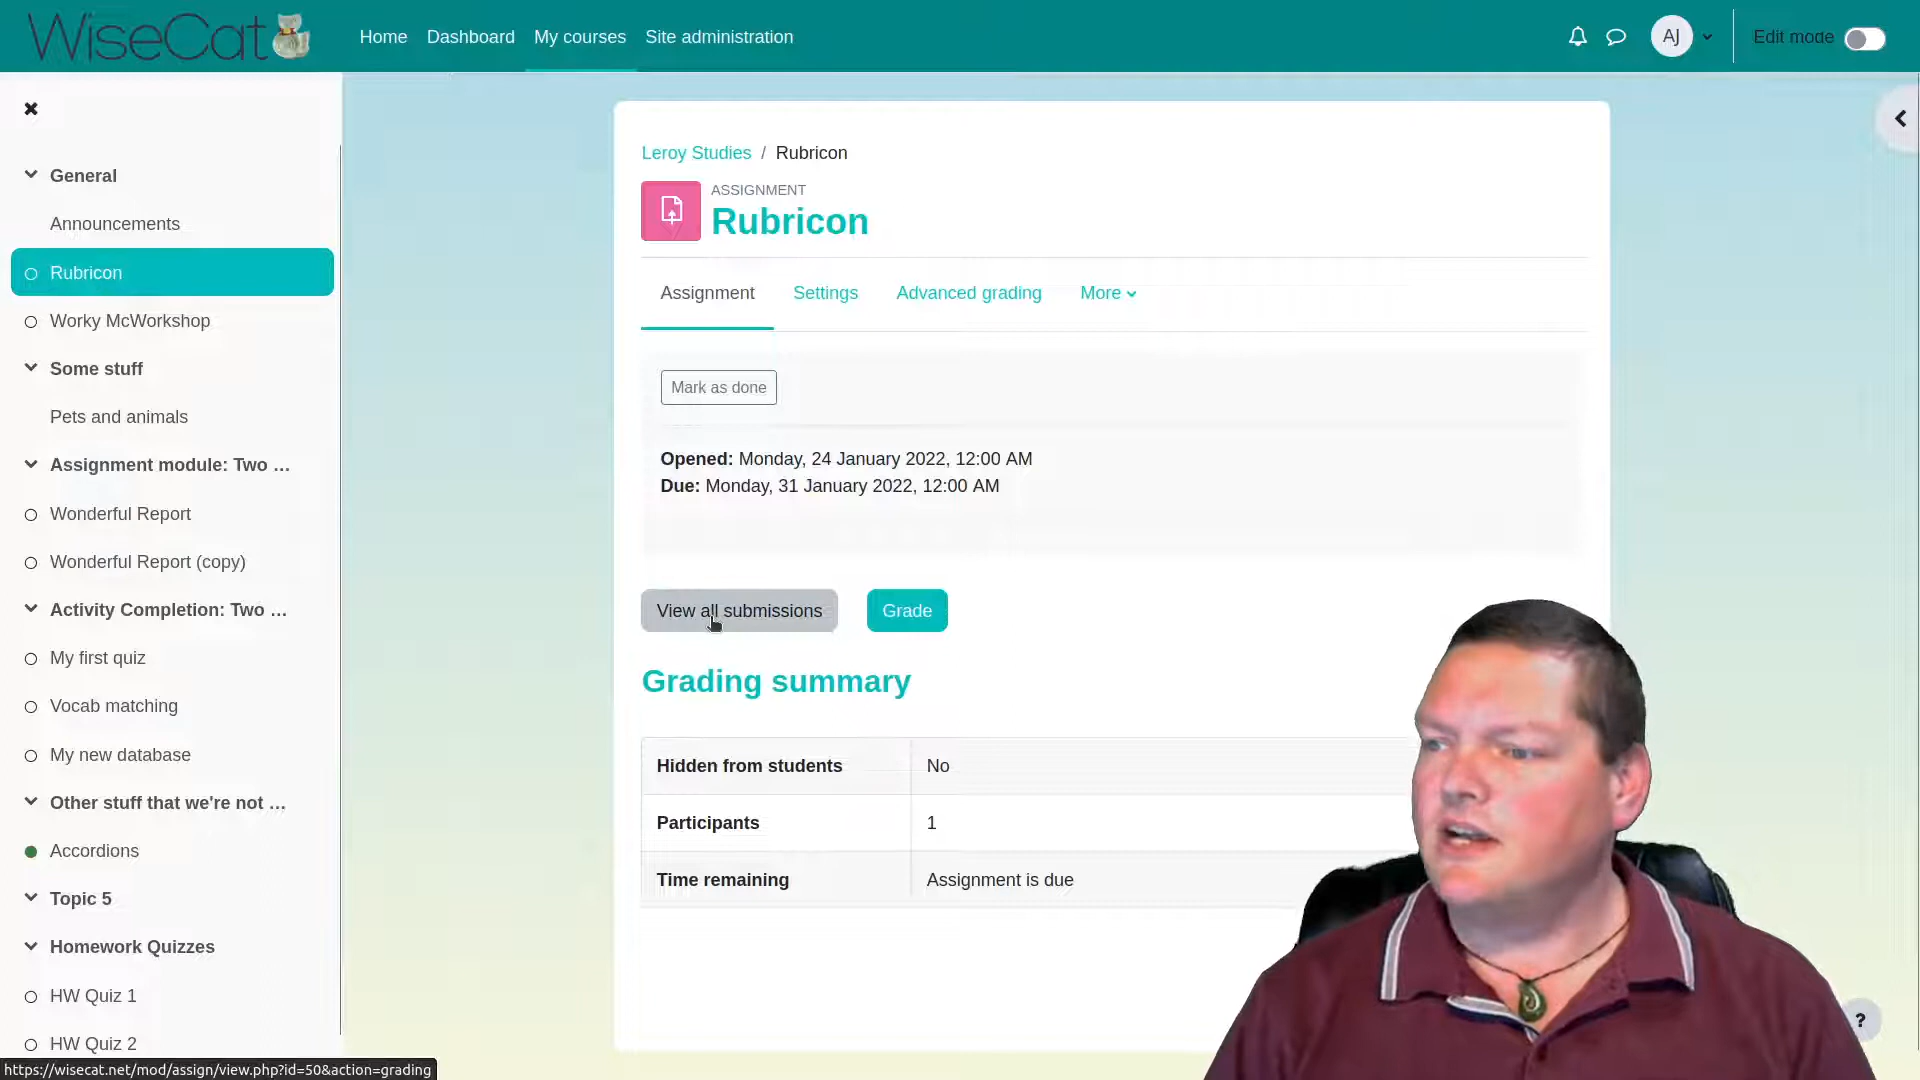 WiseCat
Home Dashboard My courses Site administration
AJ
Edit mode
General
Announcements
Rubricon
Worky McWorkshop
Some stuff
Pets and animals
Assignment module: Two ...
Wonderful Report
Wonderful Report (copy)
Activity Completion: Two ...
My first quiz
Vocab matching
My new database
Other stuff that we're not ...
Accordions
Topic 5
Homework Quizzes
HW Quiz 1
HW Quiz 2
https://wisecat.net/mod/assign/view.php?id=50&action=grading
Leroy Studies / Rubricon
ASSIGNMENT
Rubricon
Assignment Settings Advanced grading More
Mark as done
Opened: Monday, 24 January 2022, 12:00 AM
Due: Monday, 31 January 2022, 12:00 AM
View all submissions Grade
Grading summary
Hidden from students No
Participants 1
Time remaining Assignment is due
?